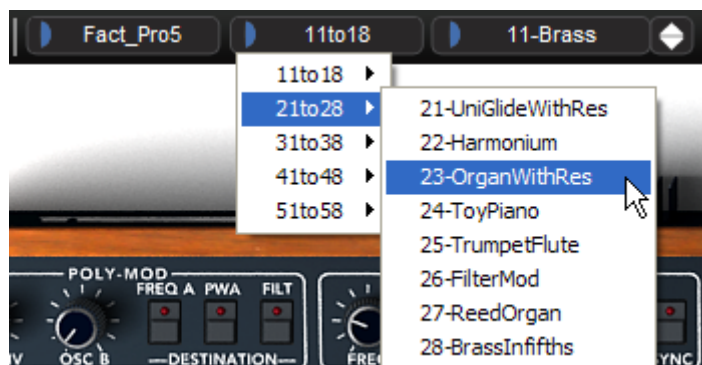 Fact_Pro5 11to18 11-Brass
11to18
21to28
31to38
41to48
51to58
21-UniGlideWithRes
22-Harmonium
23-OrganWithRes
24-ToyPiano
25-TrumpetFlute
26-FilterMod
27-ReedOrgan
28-BrassInfifths
POLY-MOD
FREQ A PWA FILT
OSC B DESTINATION